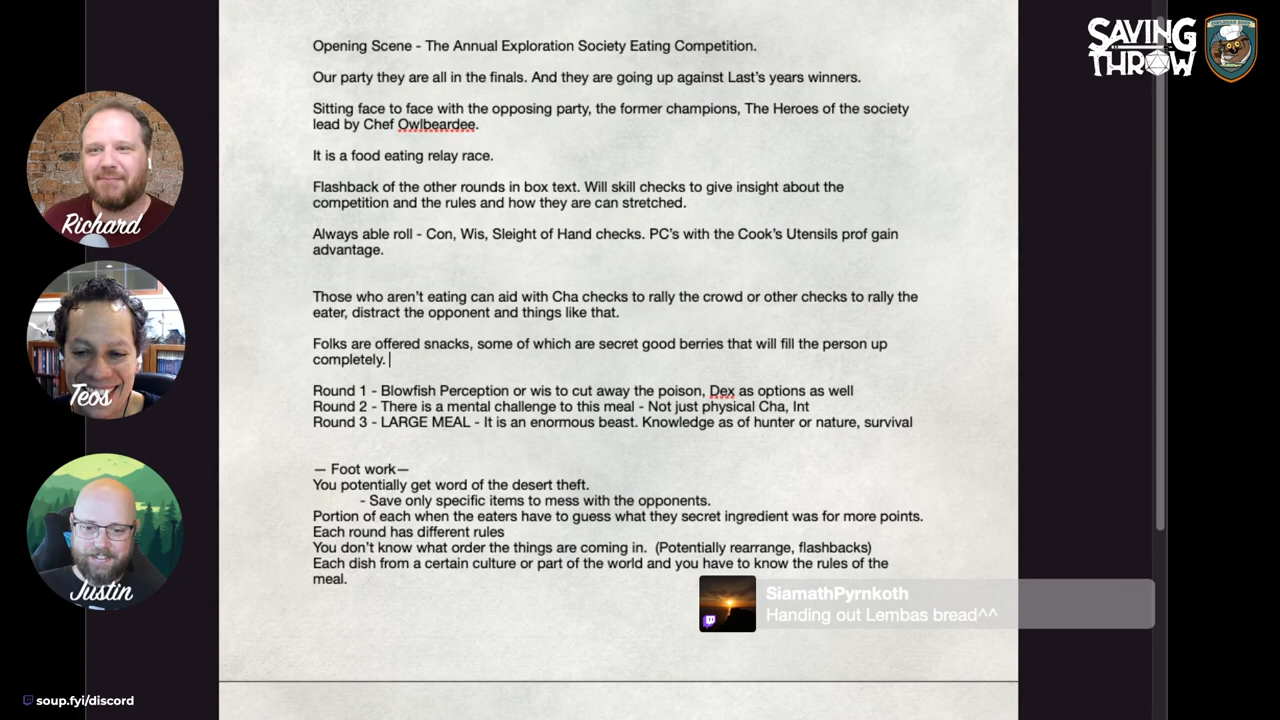 Opening Scene - The Annual Exploration Society Eating Competition.
Our party they are all in the finals. And they are going up against Last's years winners.
Sitting face to face with the opposing party, the former champions, The Heroes of the society
lead by Chef Owlbeardee.
It is a food eating relay race.
Flashback of the other rounds in box text. Will skill checks to give insight about the
competition and the rules and how they are can stretched.
Always able roll - Con, Wis, Sleight of Hand checks. PC's with the Cook's Utensils prof gain
advantage.
Those who aren't eating can aid with Cha checks to rally the crowd or other checks to rally the
eater, distract the opponent and things like that.
Folks are offered snacks, some of which are secret good berries that will fill the person up
completely.
Round 1 - Blowfish Perception or wis to cut away the poison, Dex as options as well
Round 2 - There is a mental challenge to this meal - Not just physical Cha, Int
Round 3 - LARGE MEAL - It is an enormous beast. Knowledge as of hunter or nature, survival
— Foot work—
You potentially get word of the desert theft.
- Save only specific items to mess with the opponents.
Portion of each when the eaters have to guess what they secret ingredient was for more points.
Each round has different rules
You don't know what order the things are coming in. (Potentially rearrange, flashbacks)
Each dish from a certain culture or part of the world and you have to know the rules of the
meal.
Richard
Teos
Justin
SAVING
THROW
SiamathPyrnkoth
Handing out Lembas bread^^
soup.fyi/discord